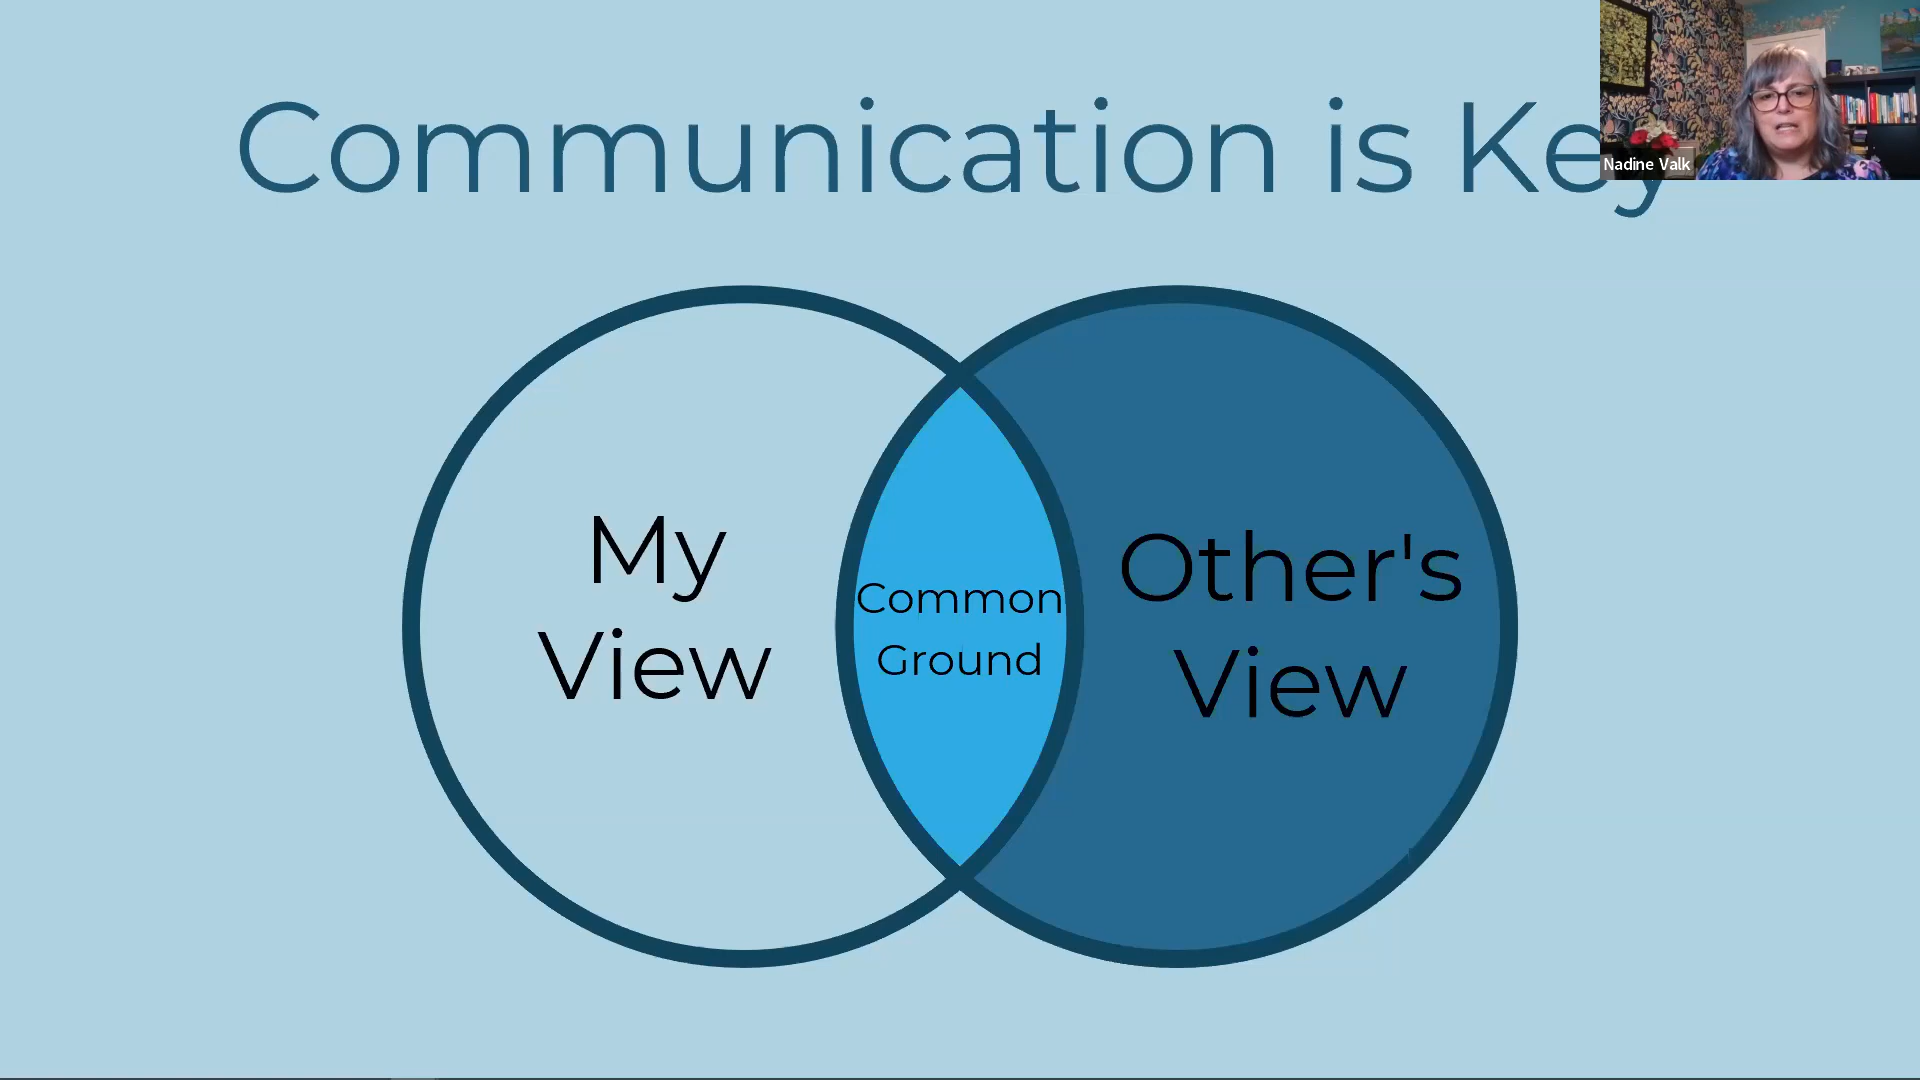 Communication is Key
Nadine Valk
My
View
Common
Ground
Other's
View